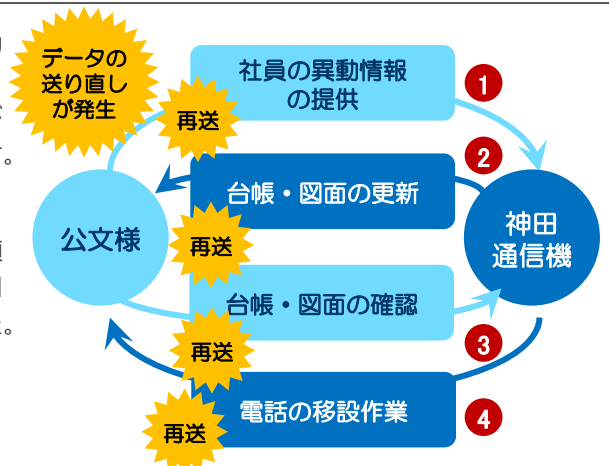 データの
送り直し
が発生
社員の異動情報
の提供
1
再送
2
台帳・図面の更新
公文様
神田
通信機
再送
台帳・図面の確認
3
再送
電話の移設作業
4
再送